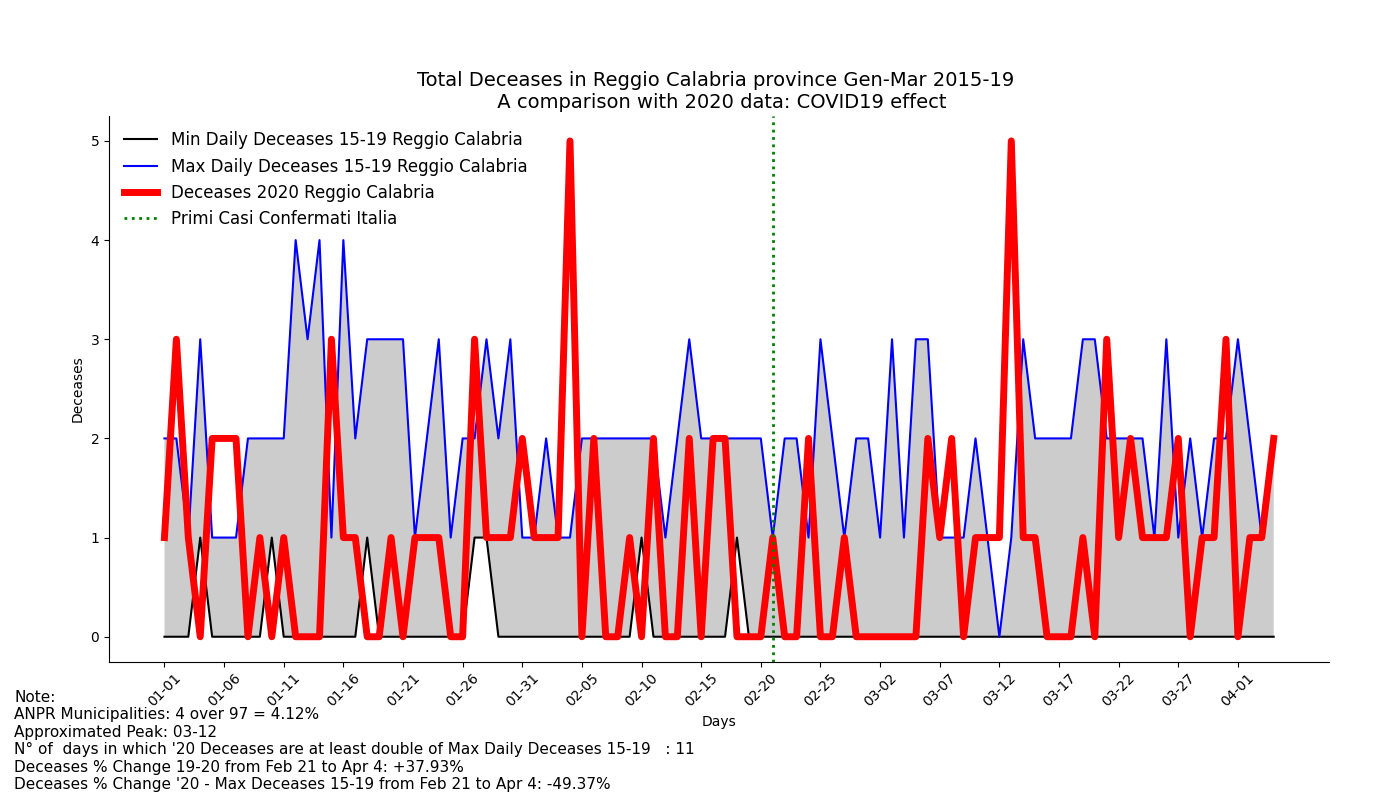 Total Deceases in Reggio Calabria province Gen-Mar 2015-19
A comparison with 2020 data: COVID19 effect
Min Daily Deceases 15-19 Reggio Calabria
Max Daily Deceases 15-19 Reggio Calabria
Deceases 2020 Reggio Calabria
Primi Casi Confermati Italia
5
4
3
2
1
0
Deceases
01-01 01-06 01-11 01-16 01-21 01-26 01-31 02-05 02-10 02-15 02-20 02-25 03-02 03-07 03-12 03-17 03-22 03-27 04-01
Days
Note:
ANPR Municipalities: 4 over 97 = 4.12%
Approximated Peak: 03-12
N° of  days in which '20 Deceases are at least double of Max Daily Deceases 15-19   : 11
Deceases % Change 19-20 from Feb 21 to Apr 4: +37.93%
Deceases % Change '20 - Max Deceases 15-19 from Feb 21 to Apr 4: -49.37%